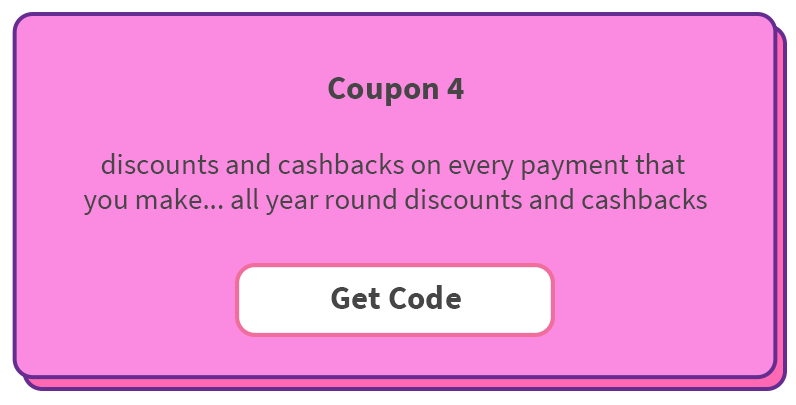 Coupon 4
discounts and cashbacks on every payment that
you make... all year round discounts and cashbacks
Get Code